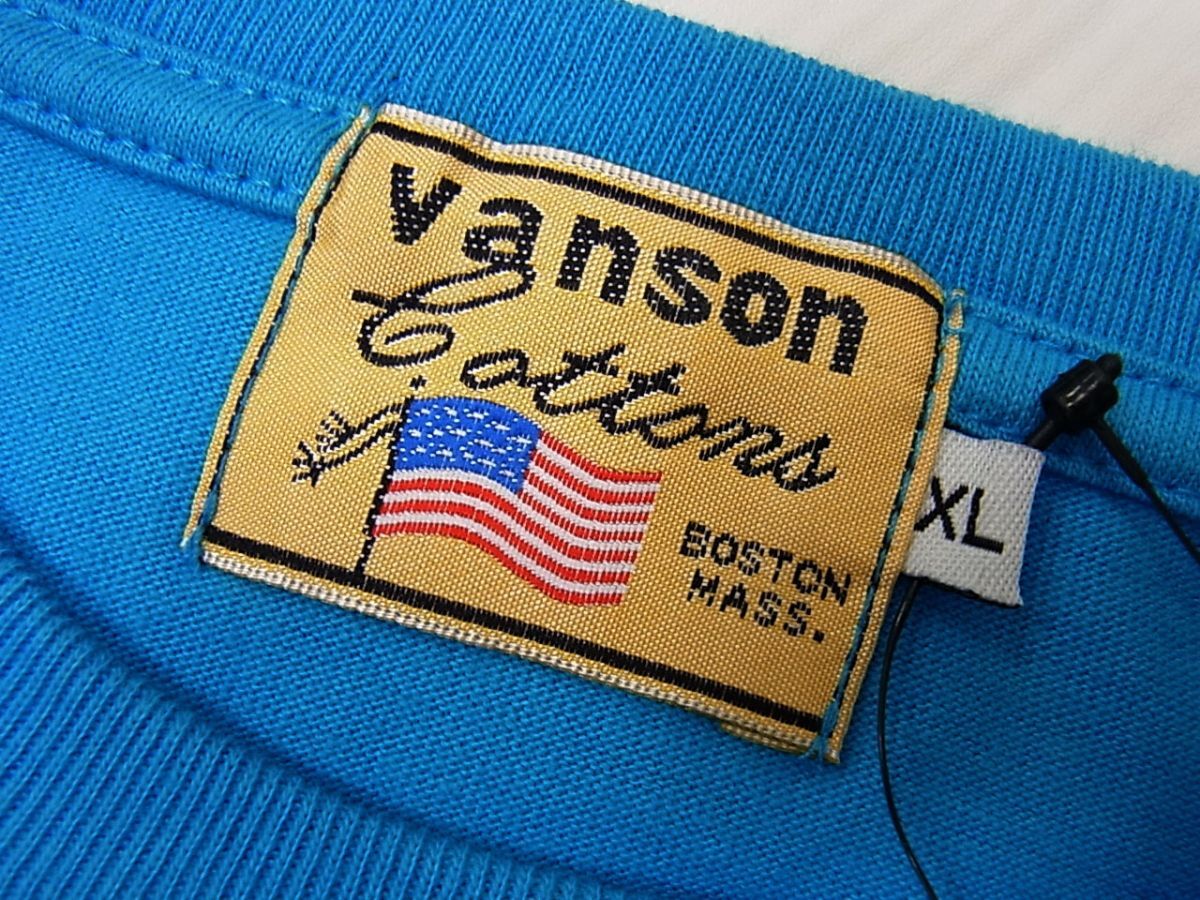 vanson
Cottons
BOSTON
MASS.
XL